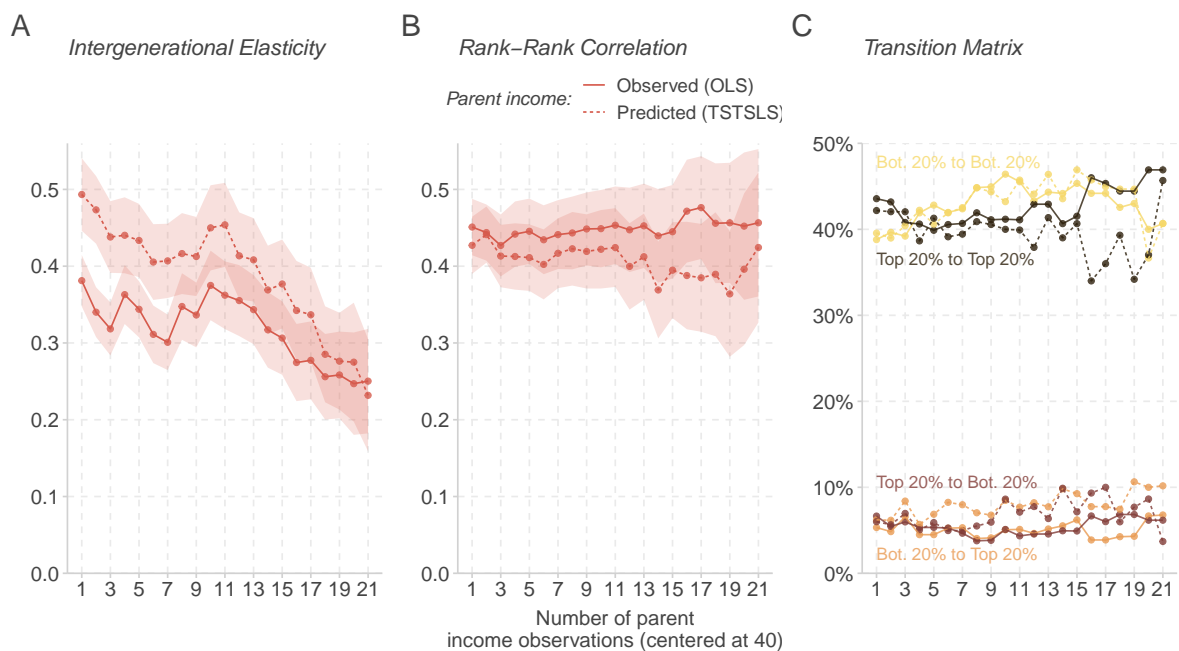 A
Intergenerational Elasticity
B
Rank−Rank Correlation
C
Transition Matrix
Parent income:
Observed (OLS)
Predicted (TSTSLS)
0.5
0.4
0.3
0.2
0.1
0.0
1 3 5 7 9 11 13 15 17 19 21
0.5
0.4
0.3
0.2
0.1
0.0
1 3 5 7 9 11 13 15 17 19 21
Number of parent
income observations (centered at 40)
50%
40%
30%
20%
10%
0%
Bot. 20% to Bot. 20%
Top 20% to Top 20%
Top 20% to Bot. 20%
Bot. 20% to Top 20%
1 3 5 7 9 11 13 15 17 19 21